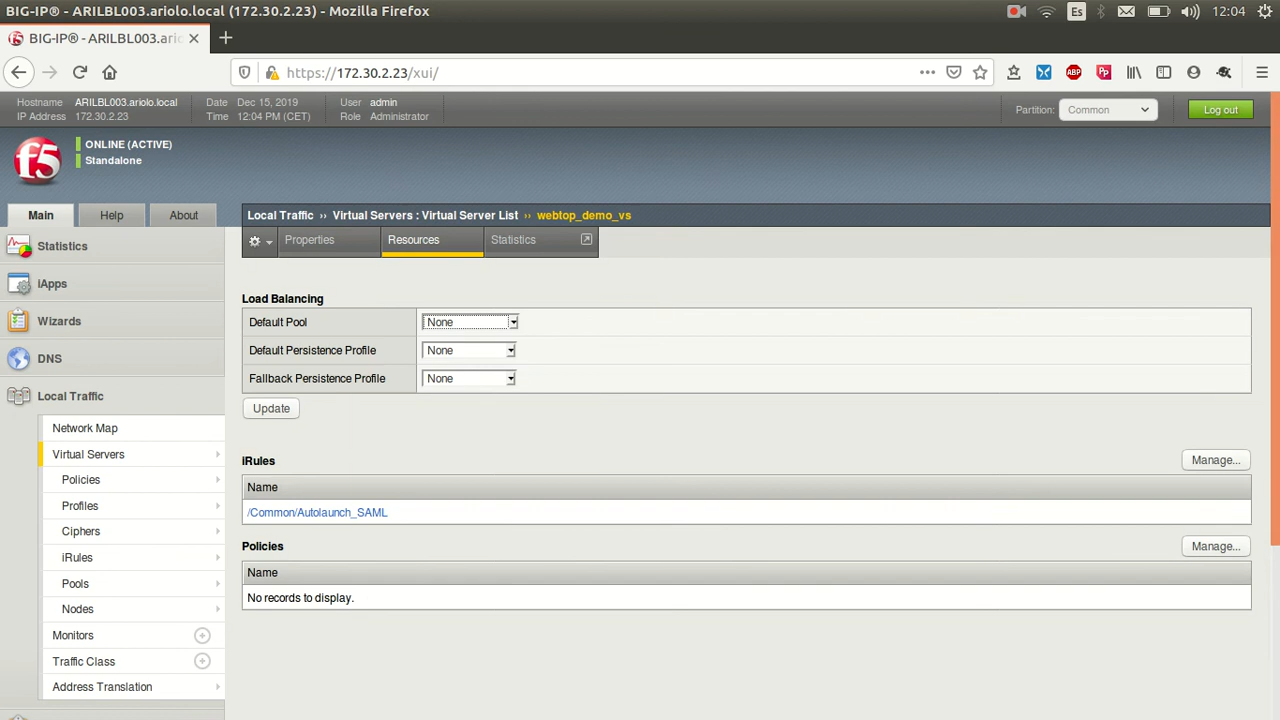 BIG-IP® - ARILBL003.ariolo.local (172.30.2.23) - Mozilla Firefox
Es
12:04
BIG-IP® - ARILBL003.ario
https://172.30.2.23/xui/
ABP
Hostname ARILBL003.ariolo.local
IP Address 172.30.2.23
Date Dec 15, 2019
Time 12:04 PM (CET)
User admin
Role Administrator
Partition: Common
Log out
f5
ONLINE (ACTIVE)
Standalone
Main
Help
About
Local Traffic ›› Virtual Servers : Virtual Server List ›› webtop_demo_vs
Properties
Resources
Statistics
Statistics
iApps
Wizards
DNS
Local Traffic
Network Map
Virtual Servers
Policies
Profiles
Ciphers
iRules
Pools
Nodes
Monitors
Traffic Class
Address Translation
Load Balancing
Default Pool None
Default Persistence Profile None
Fallback Persistence Profile None
Update
iRules
Manage...
Name
/Common/Autolaunch_SAML
Policies
Manage...
Name
No records to display.